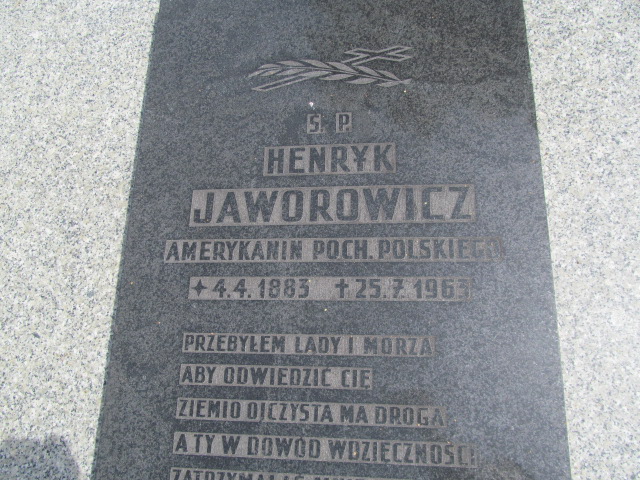 Ś. P.
HENRYK
JAWOROWICZ
AMERYKANIN POCH. POLSKIEGO
✦ 4.4.1883 ✝ 25.7.1963
PRZEBYŁEM LĄDY I MORZA
ABY ODWIEDZIĆ CIĘ
ZIEMIO OJCZYSTA MA DROGA
A TY W DOWÓD WDZIĘCZNOŚCI
ZATRZYMAŁAŚ